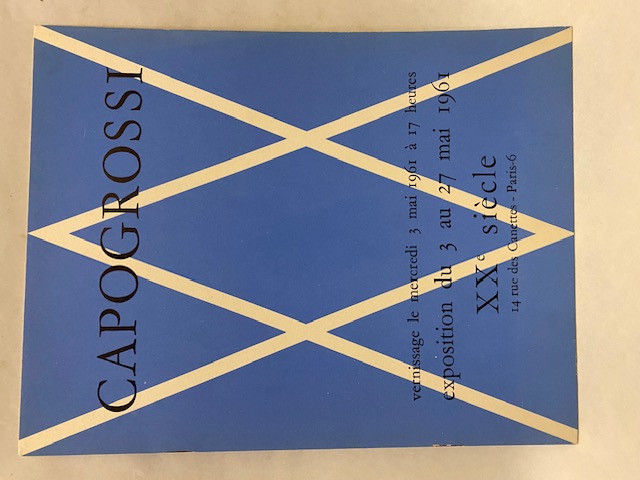 CAPOGROSSI
vernissage le mercredi 3 mai 1961 à 17 heures
exposition du 3 au 27 mai 1961
XXe siècle
14 rue des Canettes - Paris-6